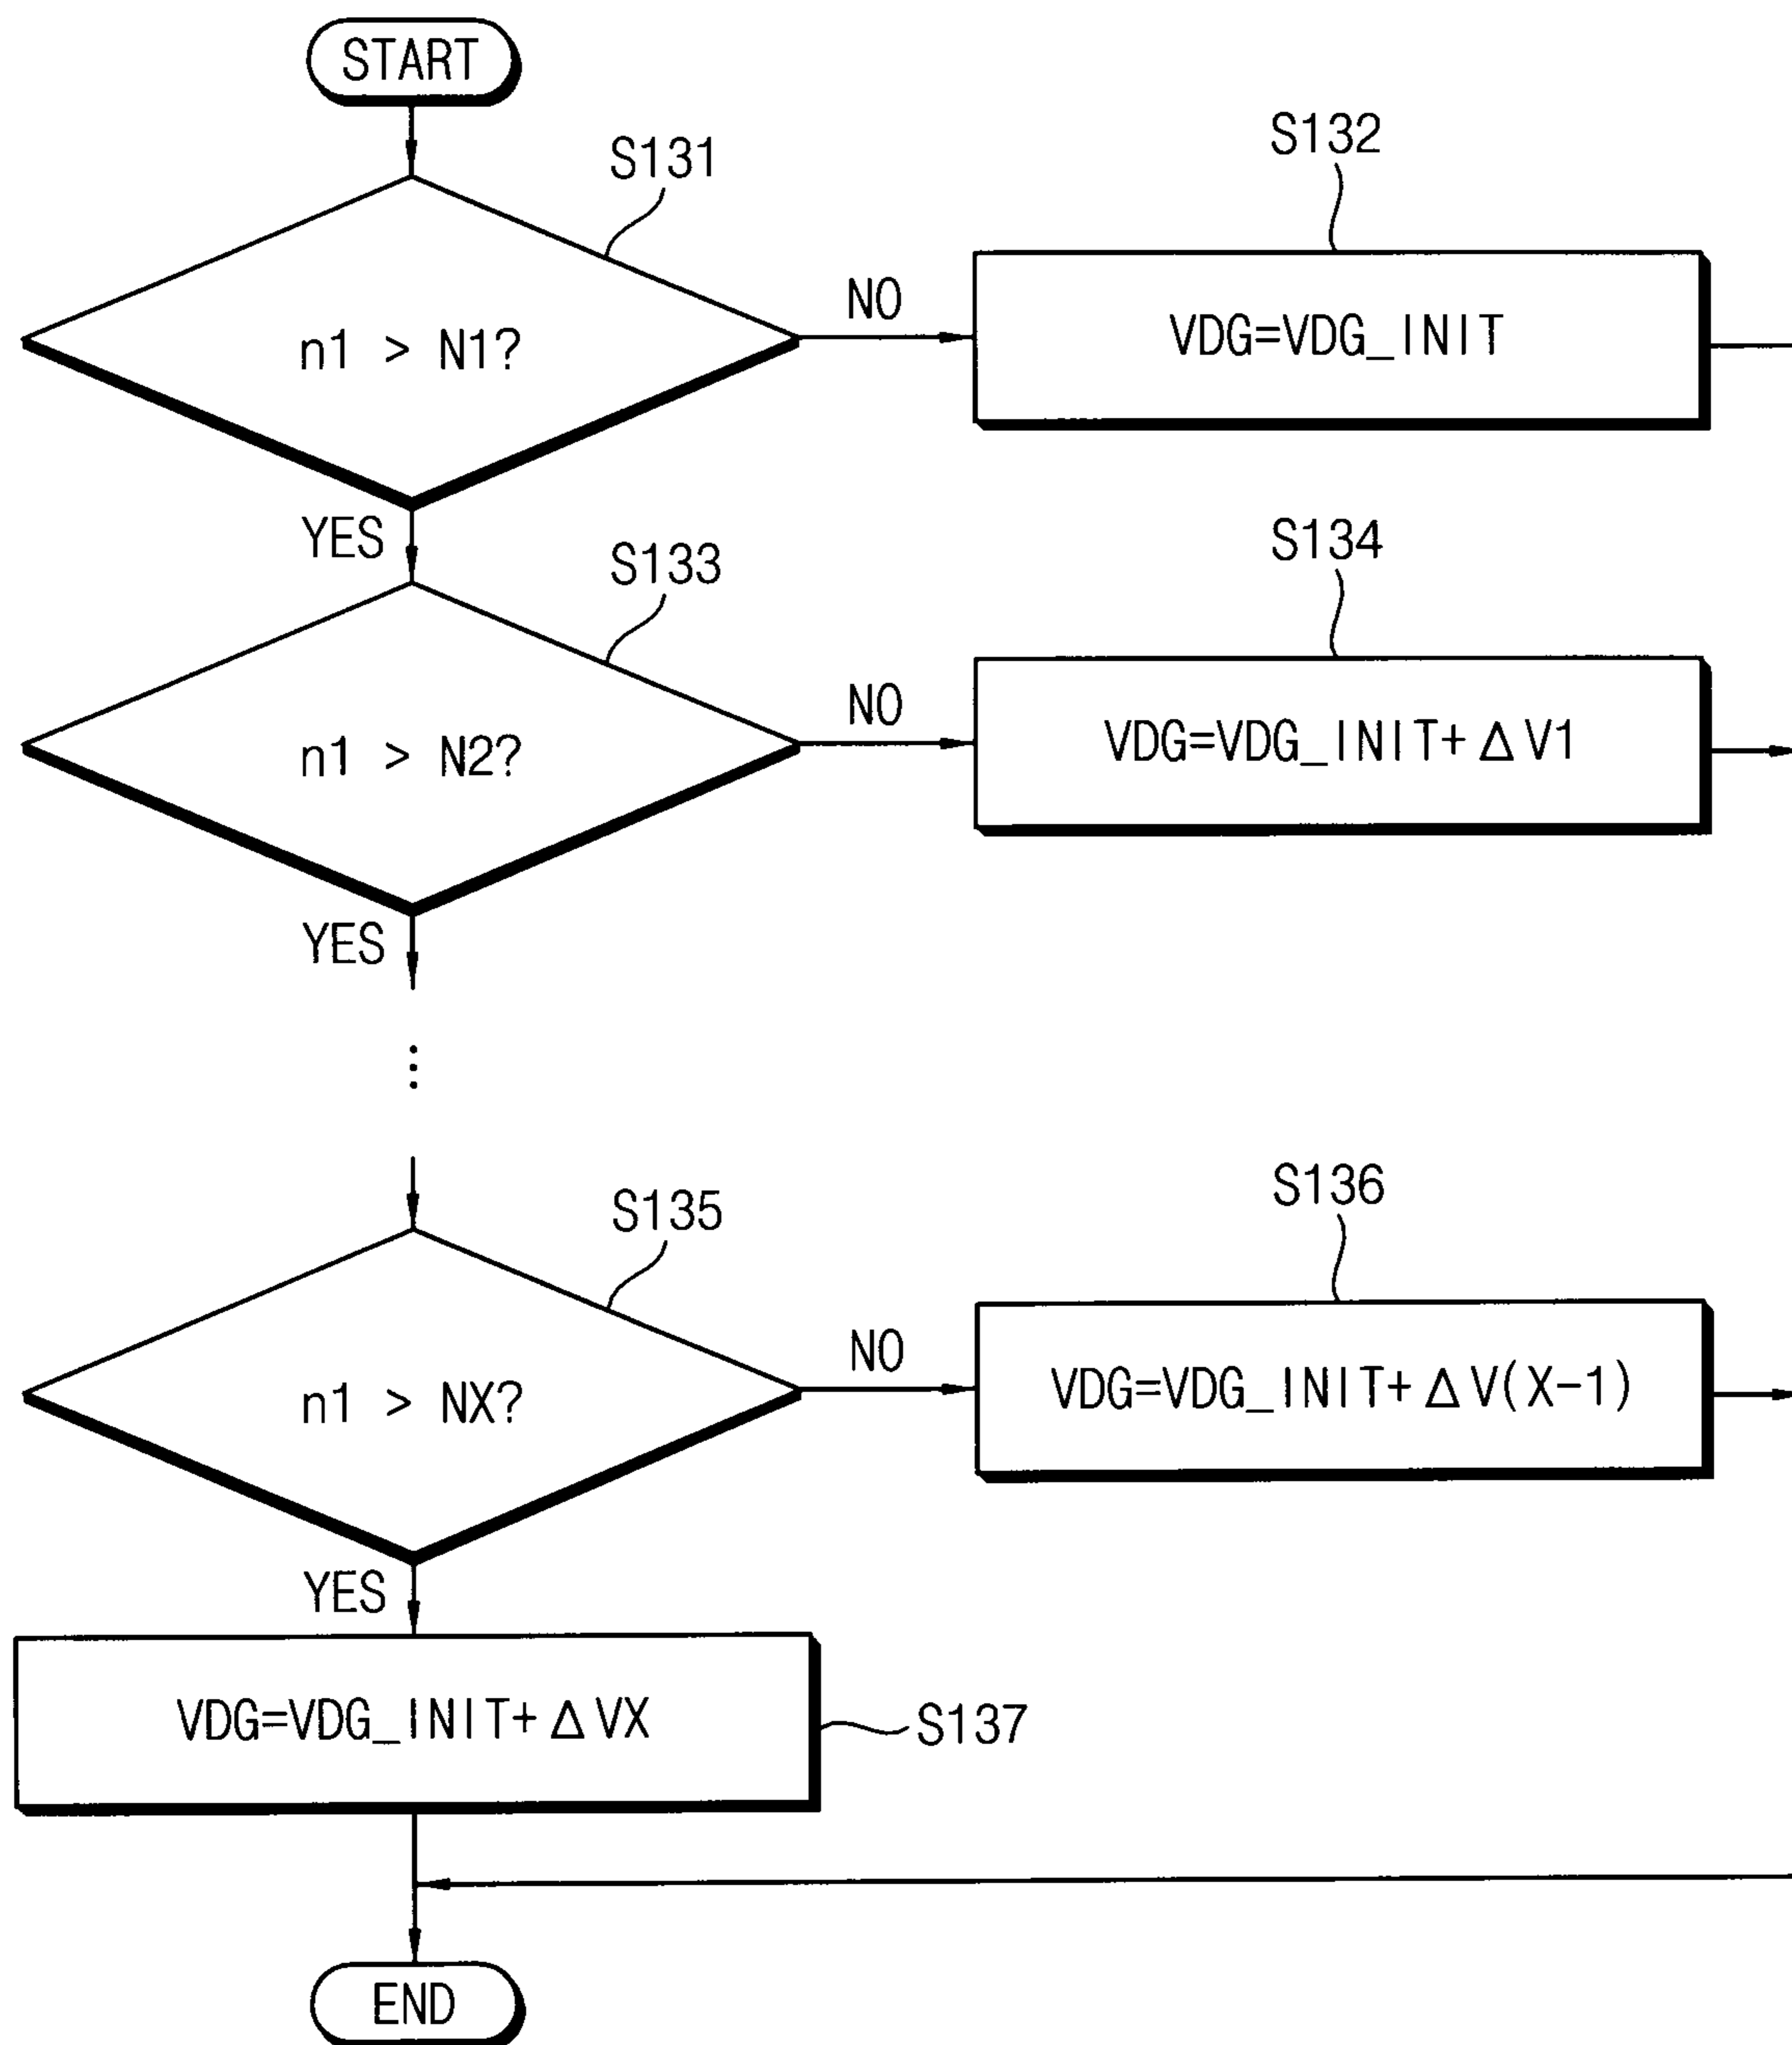 START
S131
S132
n1 > N1?
NO
VDG=VDG_INIT
YES
S133
S134
n1 > N2?
NO
VDG=VDG_INIT+ΔV1
YES
S135
S136
n1 > NX?
NO
VDG=VDG_INIT+ΔV(X-1)
YES
VDG=VDG_INIT+ΔVX
S137
END